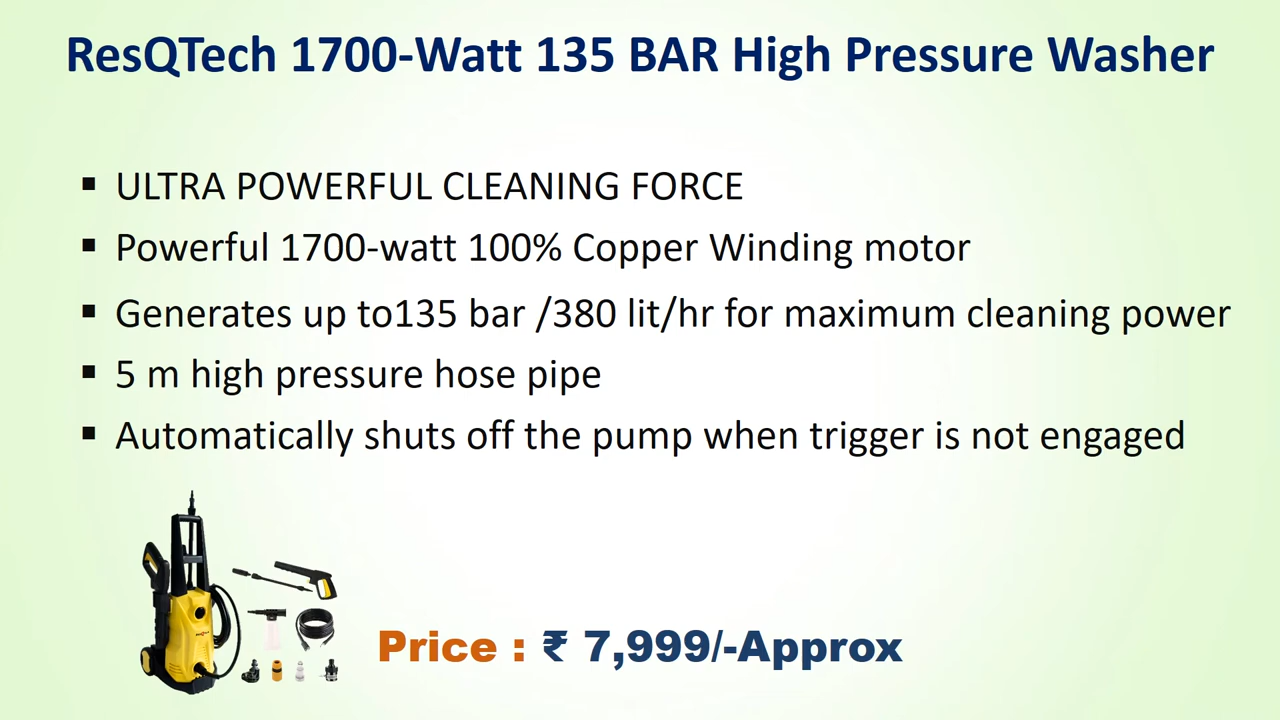 ResQTech 1700-Watt 135 BAR High Pressure Washer
▪ ULTRA POWERFUL CLEANING FORCE
▪ Powerful 1700-watt 100% Copper Winding motor
▪ Generates up to135 bar /380 lit/hr for maximum cleaning power
▪ 5 m high pressure hose pipe
▪ Automatically shuts off the pump when trigger is not engaged
Price : ₹ 7,999/-Approx